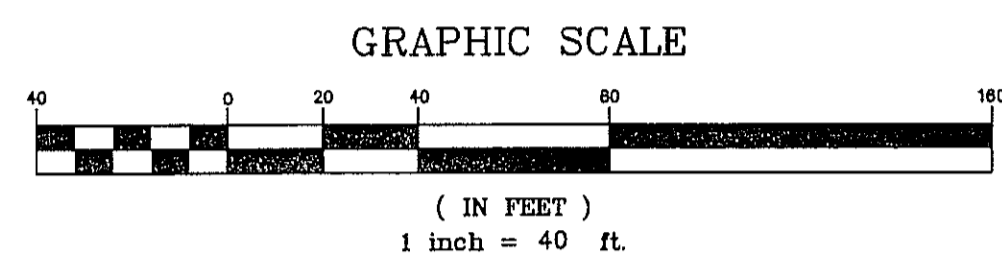 GRAPHIC SCALE
40 0 20 40 80 160
( IN FEET )
1 inch = 40 ft.